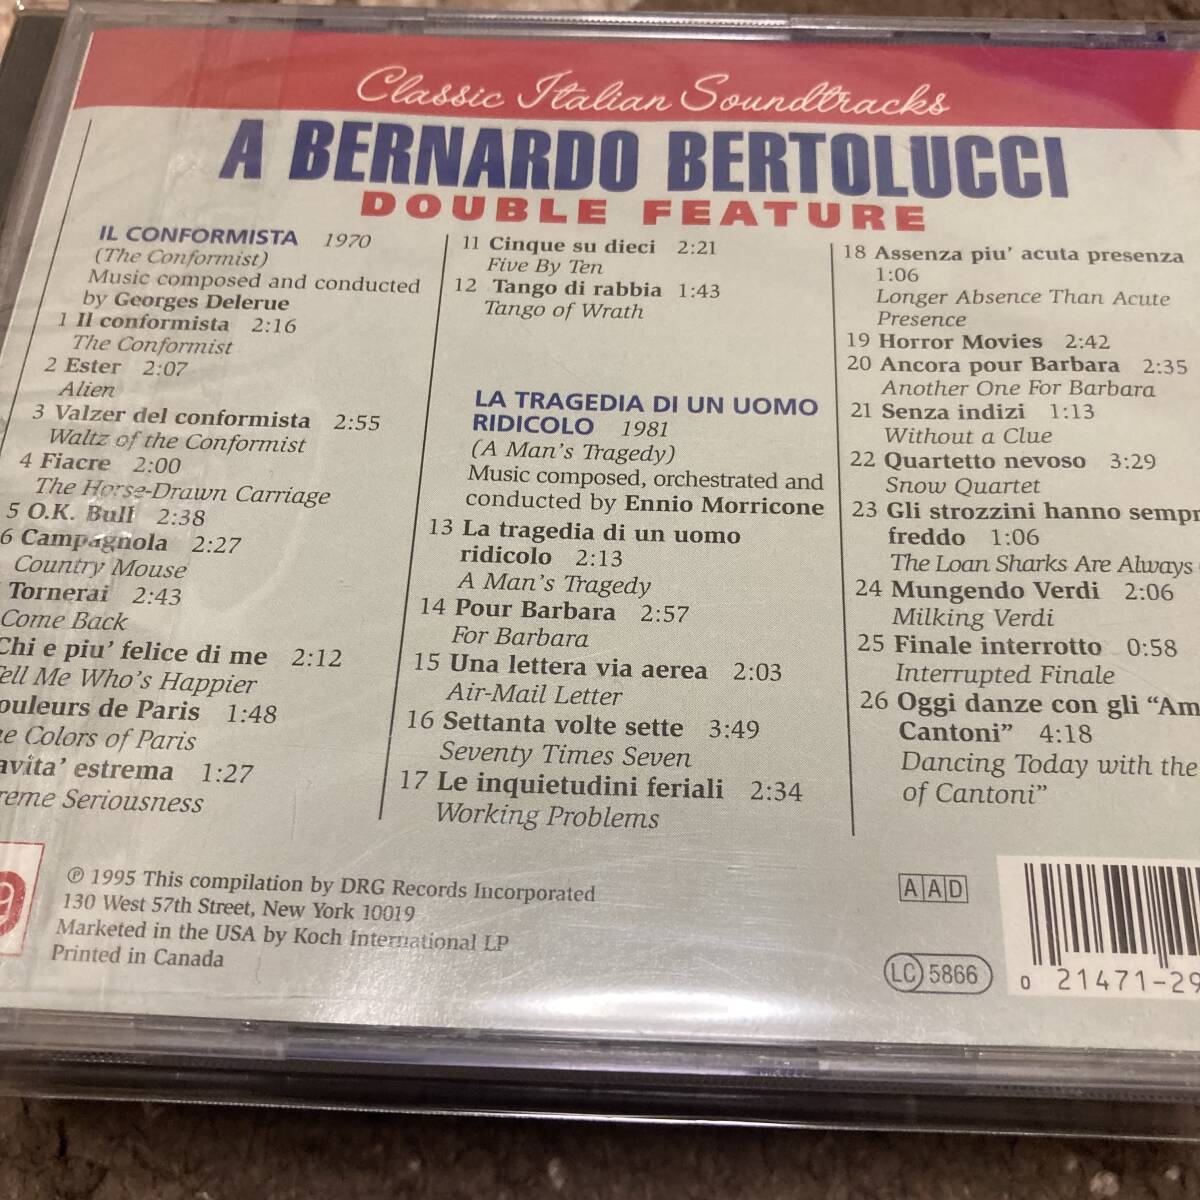 Classic Italian Soundtracks
A BERNARDO BERTOLUCCI
DOUBLE FEATURE
IL CONFORMISTA 1970
(The Conformist)
Music composed and conducted
by Georges Delerue
1 Il conformista 2:16
The Conformist
2 Ester 2:07
Alien
3 Valzer del conformista 2:55
Waltz of the Conformist
4 Fiacre 2:00
The Horse-Drawn Carriage
5 O.K. Bull 2:38
6 Campagnola 2:27
Country Mouse
Tornerai 2:43
Come Back
Chi e piu' felice di me 2:12
Tell Me Who's Happier
ouleurs de Paris 1:48
e Colors of Paris
avita' estrema 1:27
reme Seriousness
11 Cinque su dieci 2:21
Five By Ten
12 Tango di rabbia 1:43
Tango of Wrath
LA TRAGEDIA DI UN UOMO
RIDICOLO 1981
(A Man's Tragedy)
Music composed, orchestrated and
conducted by Ennio Morricone
13 La tragedia di un uomo
ridicolo 2:13
A Man's Tragedy
14 Pour Barbara 2:57
For Barbara
15 Una lettera via aerea 2:03
Air-Mail Letter
16 Settanta volte sette 3:49
Seventy Times Seven
17 Le inquietudini feriali 2:34
Working Problems
18 Assenza piu' acuta presenza
1:06
Longer Absence Than Acute
Presence
19 Horror Movies 2:42
20 Ancora pour Barbara 2:35
Another One For Barbara
21 Senza indizi 1:13
Without a Clue
22 Quartetto nevoso 3:29
Snow Quartet
23 Gli strozzini hanno sempr
freddo 1:06
The Loan Sharks Are Always
24 Mungendo Verdi 2:06
Milking Verdi
25 Finale interrotto 0:58
Interrupted Finale
26 Oggi danze con gli "Am
Cantoni" 4:18
Dancing Today with the
of Cantoni"
9
℗ 1995 This compilation by DRG Records Incorporated
130 West 57th Street, New York 10019
Marketed in the USA by Koch International LP
Printed in Canada
AAD
LC 5866
0 21471-29